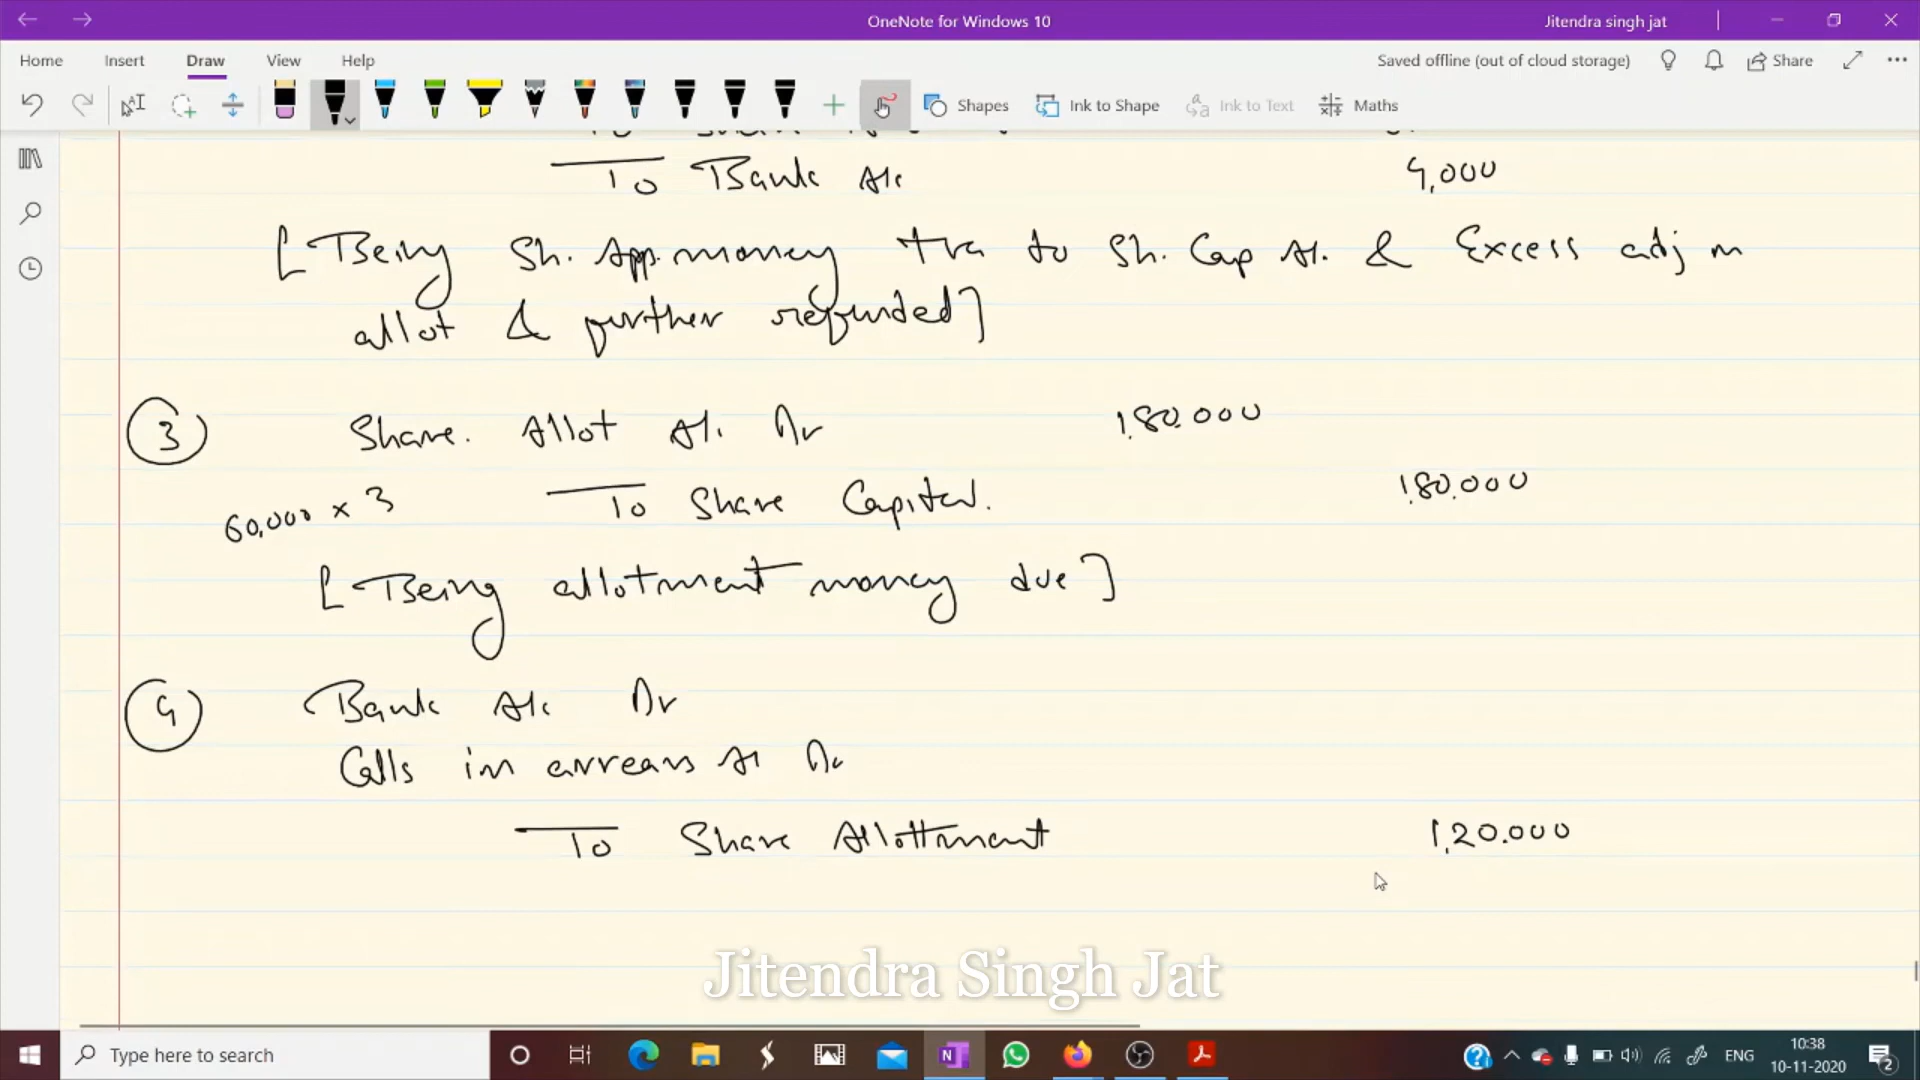 OneNote for Windows 10
Jitendra singh jat
Home Insert Draw View Help
Saved offline (out of cloud storage) Share
Shapes Ink to Shape Ink to Text Maths
To Bank A/c 4,000
[Being Sh. App. money tra to Sh. Cap A/. & Excess adj in
allot & further refunded]
3 Share. Allot A/. Dr 1,80,000
60,000 x 3 To Share Capital. 1,80,000
[Being allotment money due]
4 Bank A/c Dr
Calls in arrears A/ Dr
To Share Allottment 1,20,000
Jitendra Singh Jat
Type here to search
ENG 10:38
10-11-2020 2